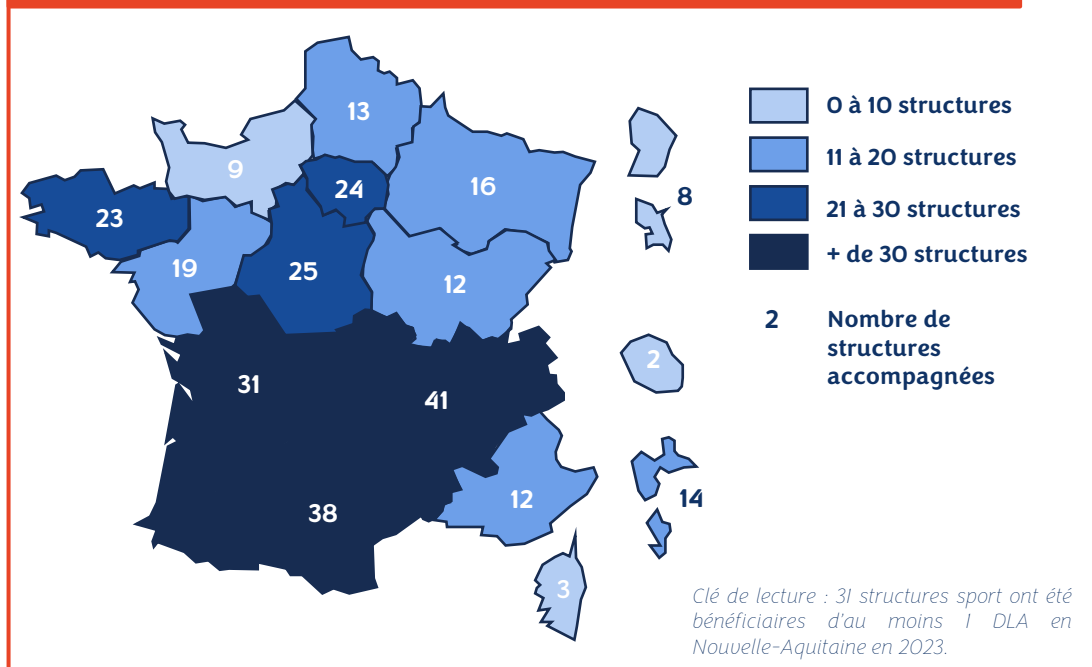 13
9
24
16
23
19
25
12
31
41
38
12
3
8
2
14
0 à 10 structures
11 à 20 structures
21 à 30 structures
+ de 30 structures
2
Nombre de
structures
accompagnées
Clé de lecture : 31 structures sport ont été
bénéficiaires d'au moins 1 DLA en
Nouvelle-Aquitaine en 2023.